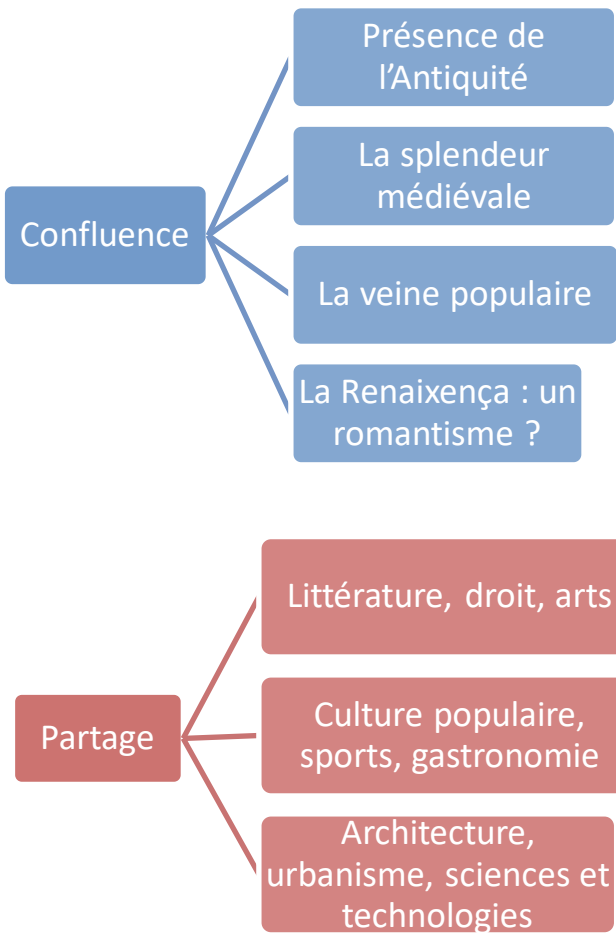 Confluence
Présence de
l’Antiquité
La splendeur
médiévale
La veine populaire
La Renaixença : un
romantisme ?
Partage
Littérature, droit, arts
Culture populaire,
sports, gastronomie
Architecture,
urbanisme, sciences et
technologies